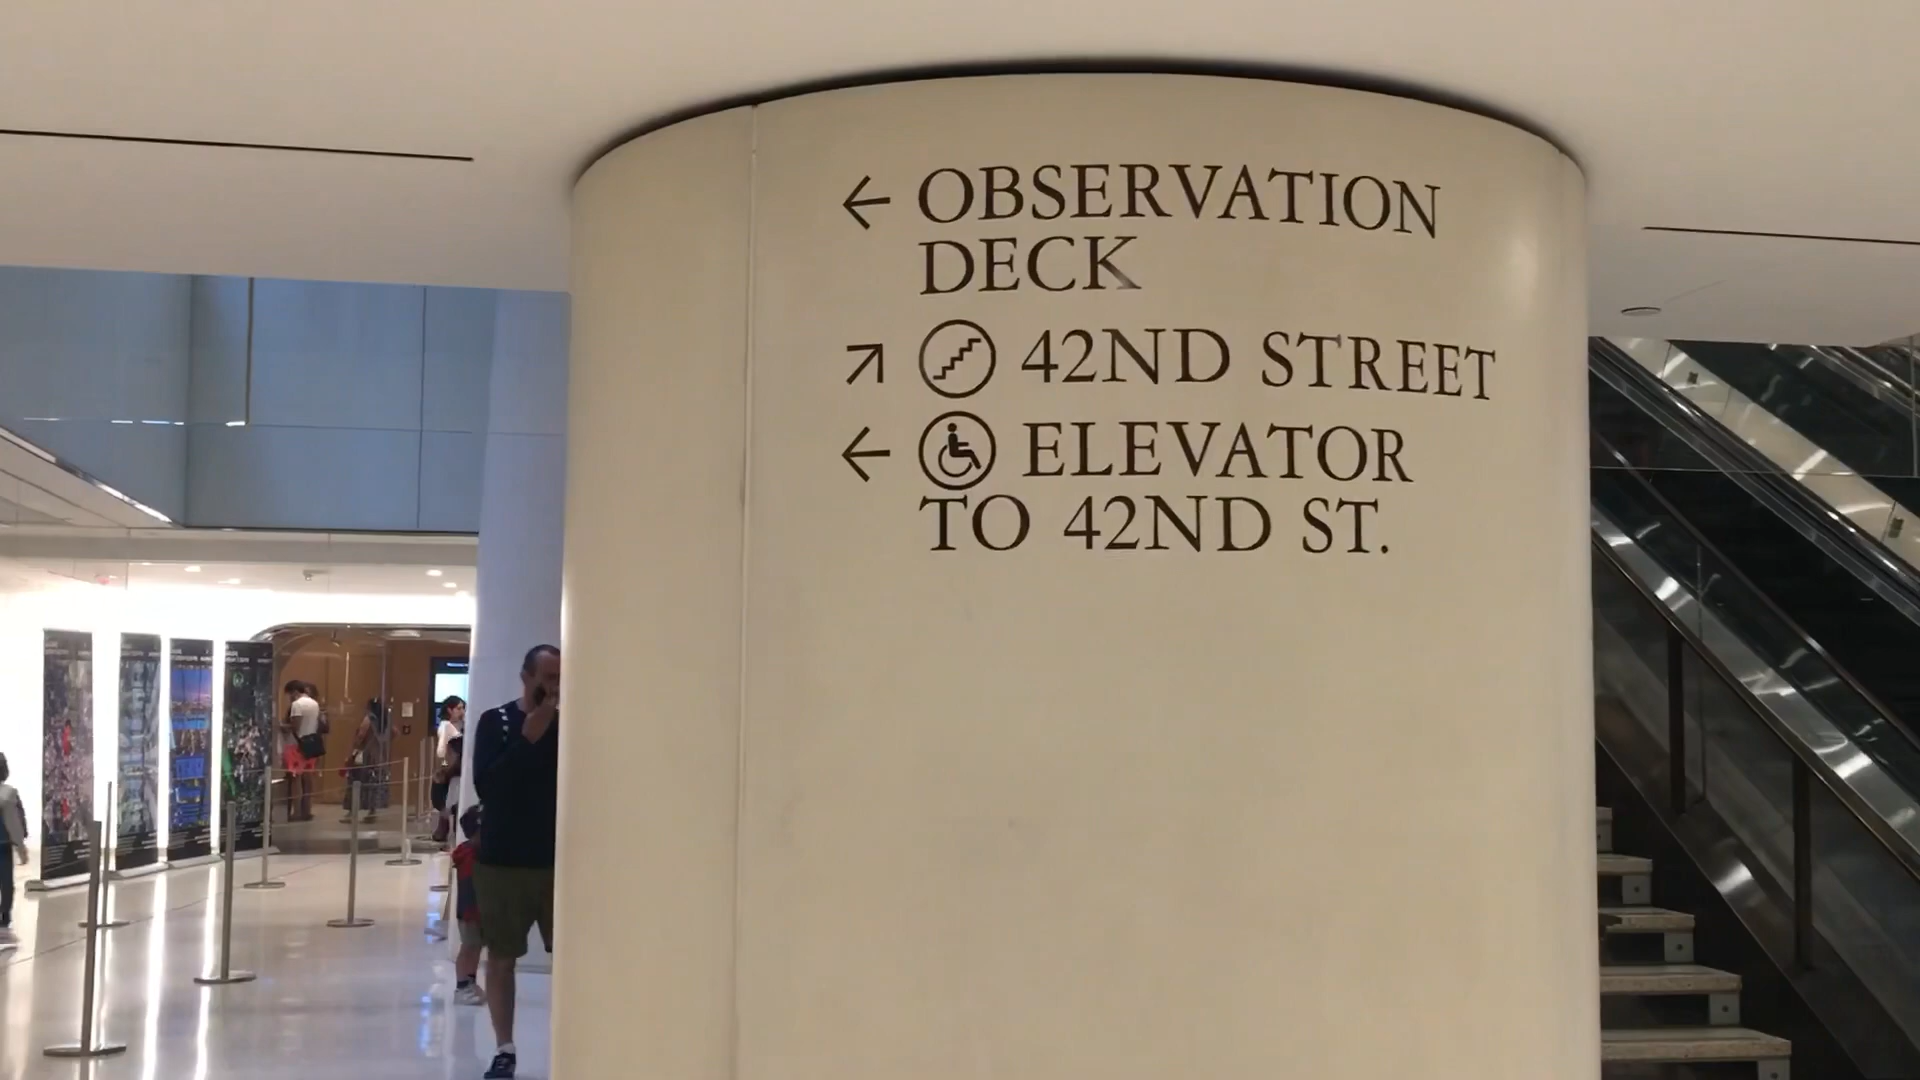 ← OBSERVATION
DECK
↗ 42ND STREET
← ELEVATOR
TO 42ND ST.